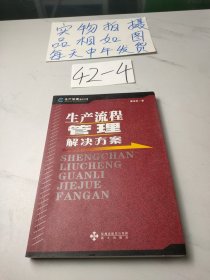 实物拍摄
品相如图
每天中午发货
42-4
生产流程
管理
解决方案
SHENGCHAN
LIUCHENG
GUANLI
JIEJUE
FANGAN